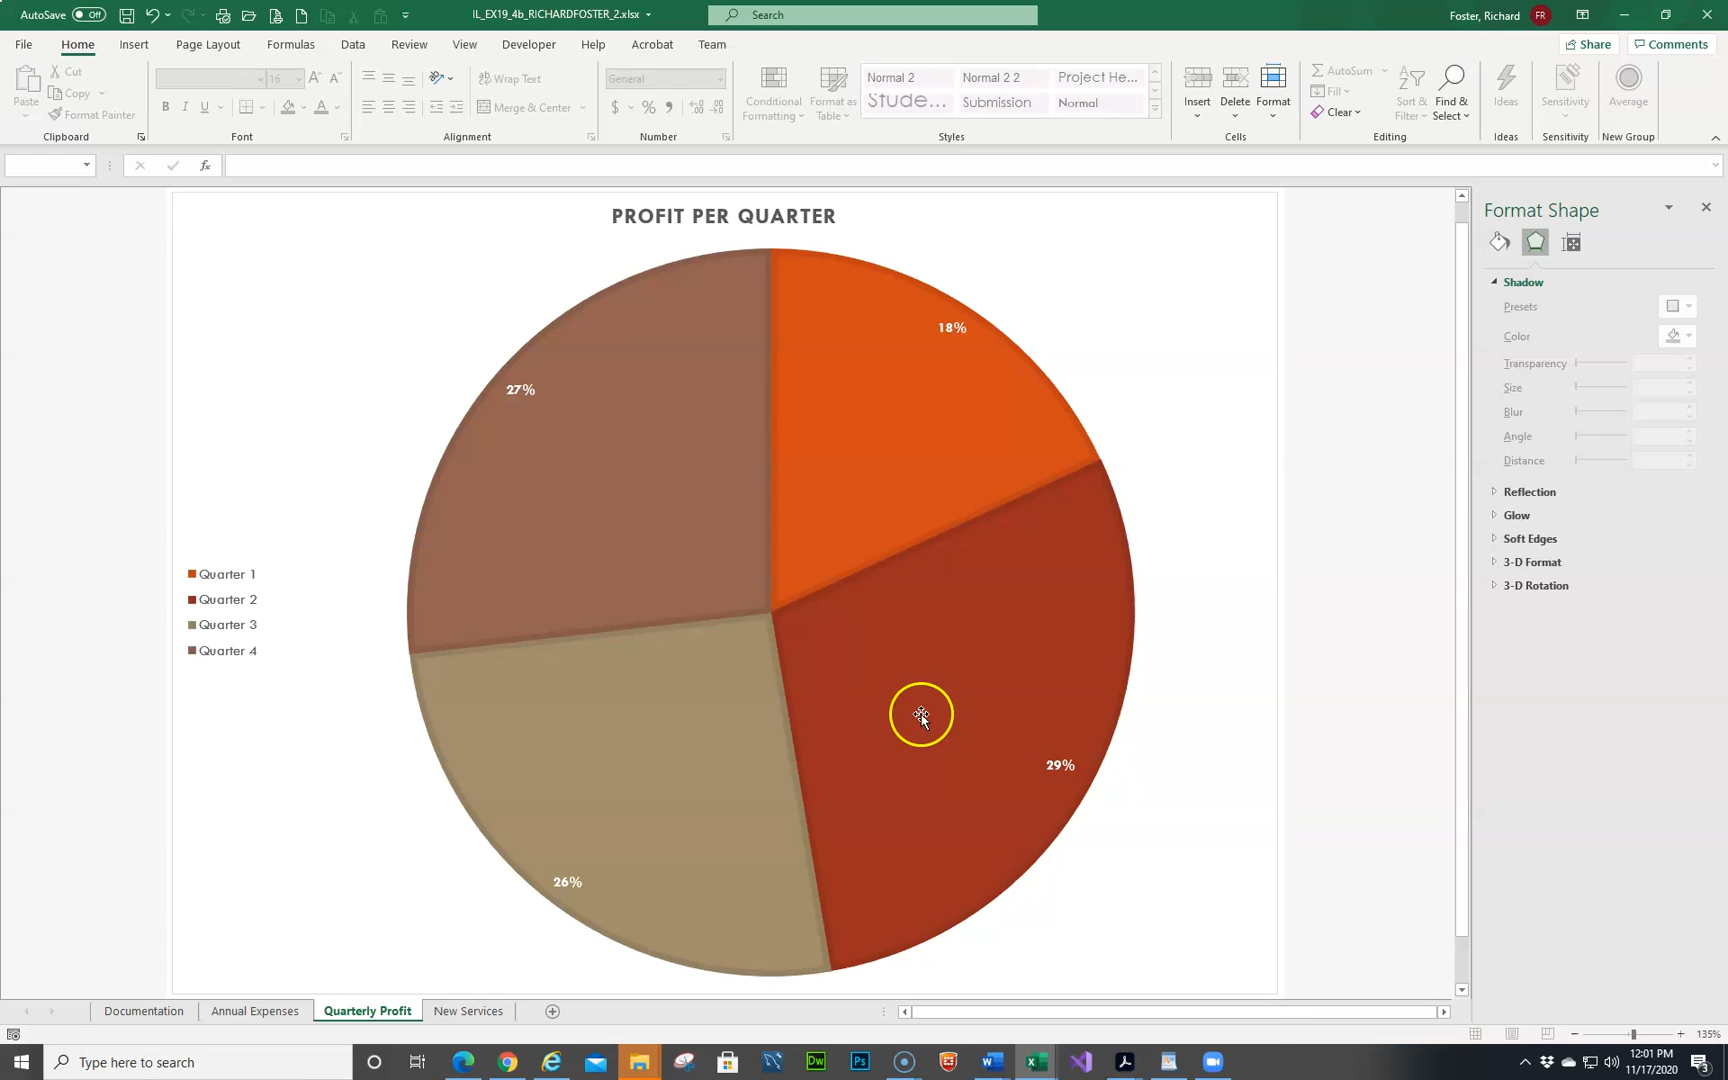 AutoSave Off IL_EX19_4b_RICHARDFOSTER_2.xlsx Search Foster, Richard FR
File Home Insert Page Layout Formulas Data Review View Developer Help Acrobat Team Share Comments
Paste Cut Copy Format Painter
16 Wrap Text Merge & Center
B I U
General
$ % ,
Conditional Formatting Format as Table
Normal 2 Normal 2 2 Project He...
Stude... Submission Normal
Insert Delete Format
AutoSum Fill Clear
Sort & Filter Find & Select
Ideas Sensitivity Average
Clipboard Font Alignment Number Styles Cells Editing Ideas Sensitivity New Group
fx
PROFIT PER QUARTER
18%
27%
29%
26%
Quarter 1
Quarter 2
Quarter 3
Quarter 4
Format Shape
Shadow
Presets
Color
Transparency
Size
Blur
Angle
Distance
Reflection
Glow
Soft Edges
3-D Format
3-D Rotation
Documentation Annual Expenses Quarterly Profit New Services
135%
Type here to search
Dw Ps
12:01 PM
11/17/2020
3